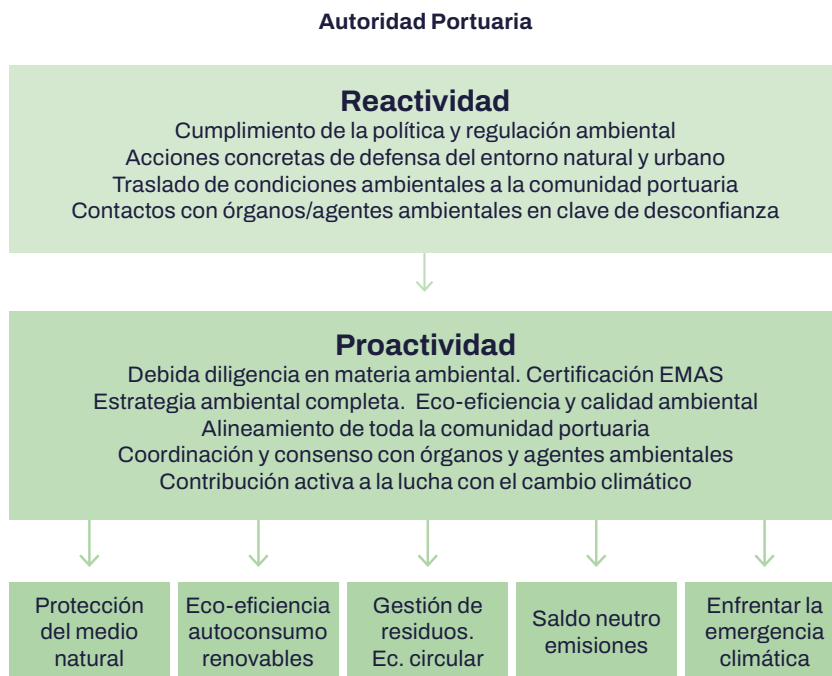 Autoridad Portuaria
Reactividad
Cumplimiento de la política y regulación ambiental
Acciones concretas de defensa del entorno natural y urbano
Traslado de condiciones ambientales a la comunidad portuaria
Contactos con órganos/agentes ambientales en clave de desconfianza
Proactividad
Debida diligencia en materia ambiental. Certificación EMAS
Estrategia ambiental completa.  Eco-eficiencia y calidad ambiental
Alineamiento de toda la comunidad portuaria
Coordinación y consenso con órganos y agentes ambientales
Contribución activa a la lucha con el cambio climático
Protección
del medio
natural
Eco-eficiencia
autoconsumo
renovables
Gestión de
residuos.
Ec. circular
Saldo neutro
emisiones
Enfrentar la
emergencia
climática